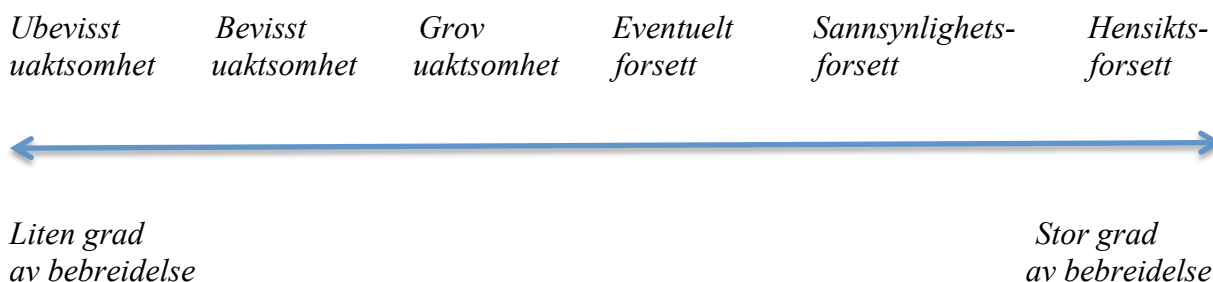 Ubevisst Bevisst Grov Eventuelt Sannsynlighets- Hensikts-
uaktsomhet uaktsomhet uaktsomhet forsett forsett forsett
Liten grad Stor grad
av bebreidelse av bebreidelse